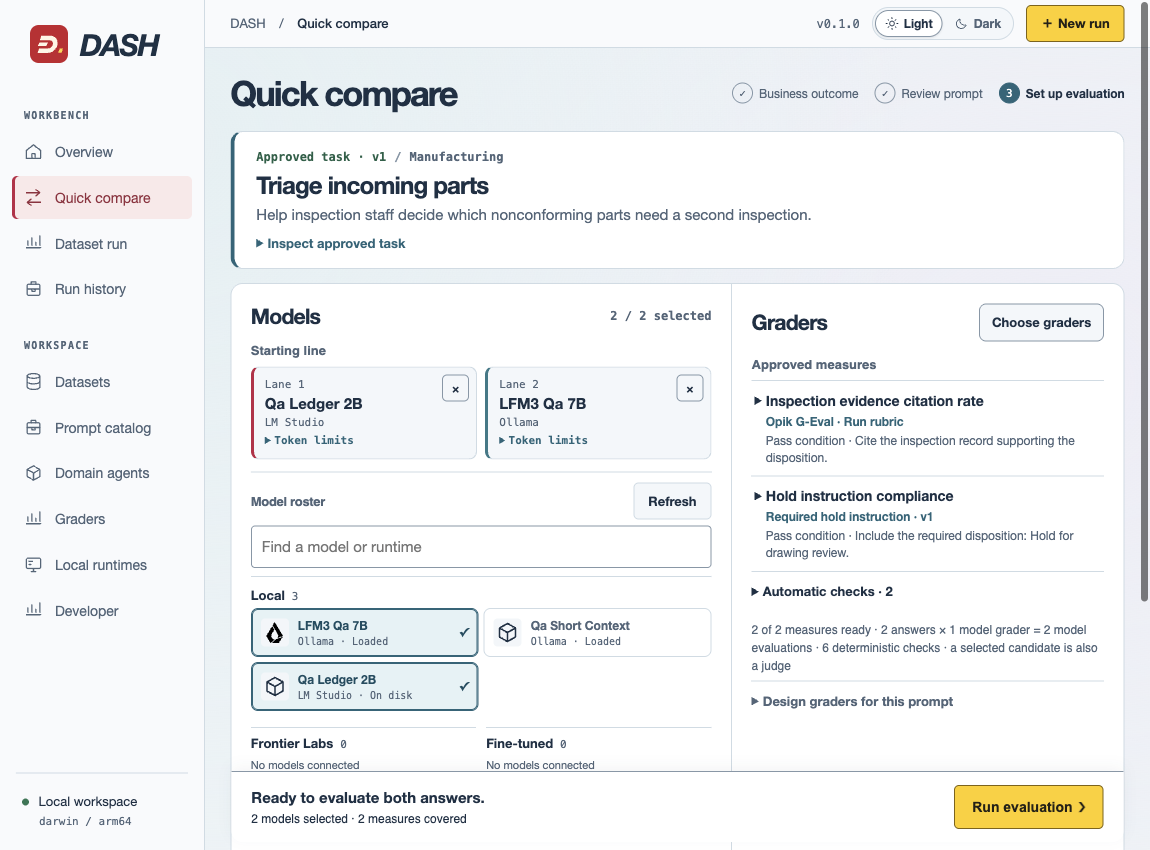 DASH
WORKBENCH
Overview
Quick compare
Dataset run
Run history
WORKSPACE
Datasets
Prompt catalog
Domain agents
Graders
Local runtimes
Developer
Local workspace
darwin / arm64
DASH / Quick compare
v0.1.0
Light
Dark
+ New run
Quick compare
✓ Business outcome
✓ Review prompt
3 Set up evaluation
Approved task · v1 / Manufacturing
Triage incoming parts
Help inspection staff decide which nonconforming parts need a second inspection.
Inspect approved task
Models
2 / 2 selected
Starting line
Lane 1
Qa Ledger 2B
LM Studio
Token limits
×
Lane 2
LFM3 Qa 7B
Ollama
Token limits
×
Model roster
Refresh
Find a model or runtime
Local 3
LFM3 Qa 7B
Ollama · Loaded
✓
Qa Short Context
Ollama · Loaded
Qa Ledger 2B
LM Studio · On disk
✓
Frontier Labs 0
No models connected
Fine-tuned 0
No models connected
Graders
Choose graders
Approved measures
Inspection evidence citation rate
Opik G-Eval · Run rubric
Pass condition · Cite the inspection record supporting the
disposition.
Hold instruction compliance
Required hold instruction · v1
Pass condition · Include the required disposition: Hold for
drawing review.
Automatic checks · 2
2 of 2 measures ready · 2 answers × 1 model grader = 2 model
evaluations · 6 deterministic checks · a selected candidate is also
a judge
Design graders for this prompt
Ready to evaluate both answers.
2 models selected · 2 measures covered
Run evaluation ❯